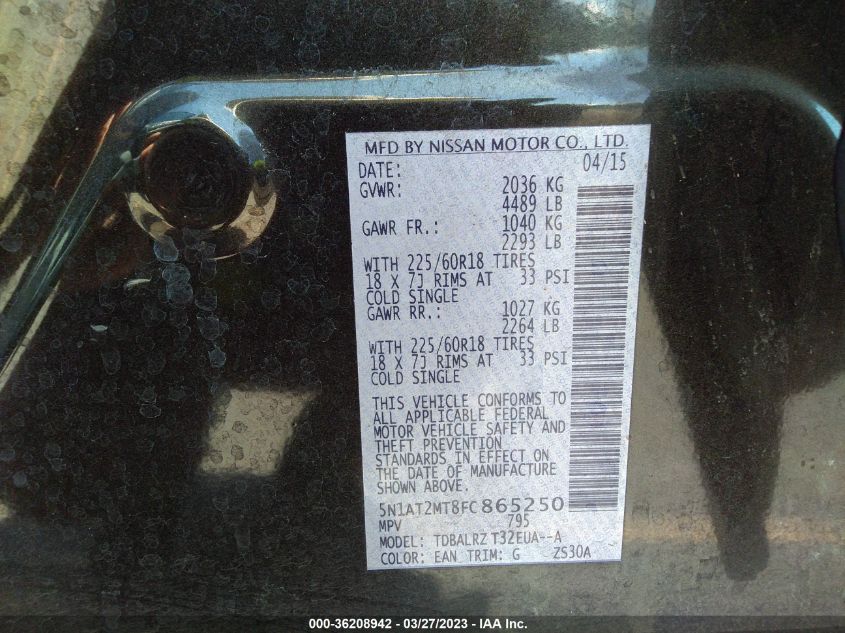 MFD BY NISSAN MOTOR CO., LTD.
DATE: 04/15
GVWR: 2036 KG
4489 LB
GAWR FR.: 1040 KG
2293 LB
WITH 225/60R18 TIRES
18 X 7J RIMS AT 33 PSI
COLD SINGLE
GAWR RR.: 1027 KG
2264 LB
WITH 225/60R18 TIRES
18 X 7J RIMS AT 33 PSI
COLD SINGLE
THIS VEHICLE CONFORMS TO
ALL APPLICABLE FEDERAL
MOTOR VEHICLE SAFETY AND
THEFT PREVENTION
STANDARDS IN EFFECT ON
THE DATE OF MANUFACTURE
SHOWN ABOVE.
5N1AT2MT8FC865250
MPV 795
MODEL: TDBALRZ T32EUA--A
COLOR: EAN TRIM: G ZS30A
000-36208942 - 03/27/2023 - IAA Inc.